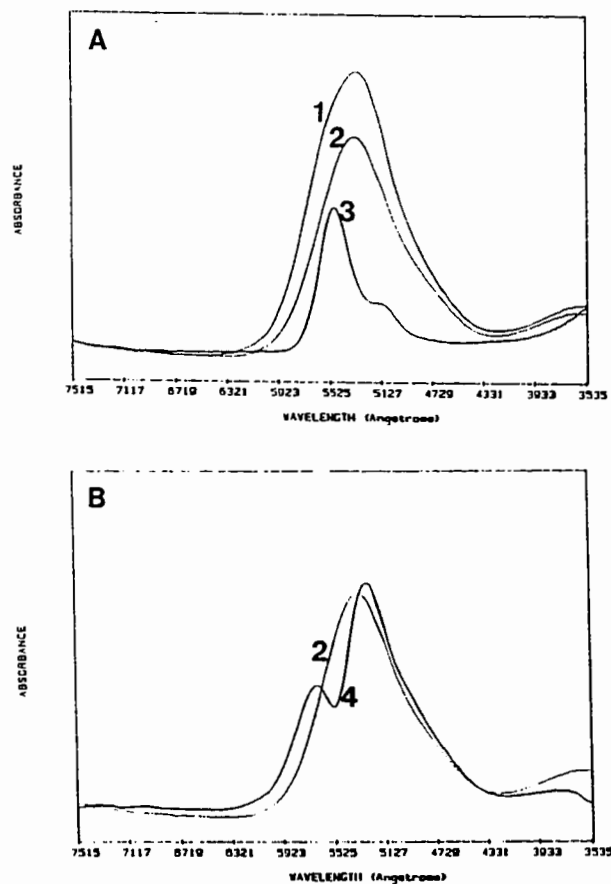 A
1
2
3
ABSORBANCE
7515 7117 6719 6321 5923 5525 5127 4729 4331 3933 3535
WAVELENGTH (Angstroms)
B
2
4
ABSORBANCE
7515 7117 6719 6321 5923 5525 5127 4729 4331 3933 3535
WAVELENGTH (Angstroms)